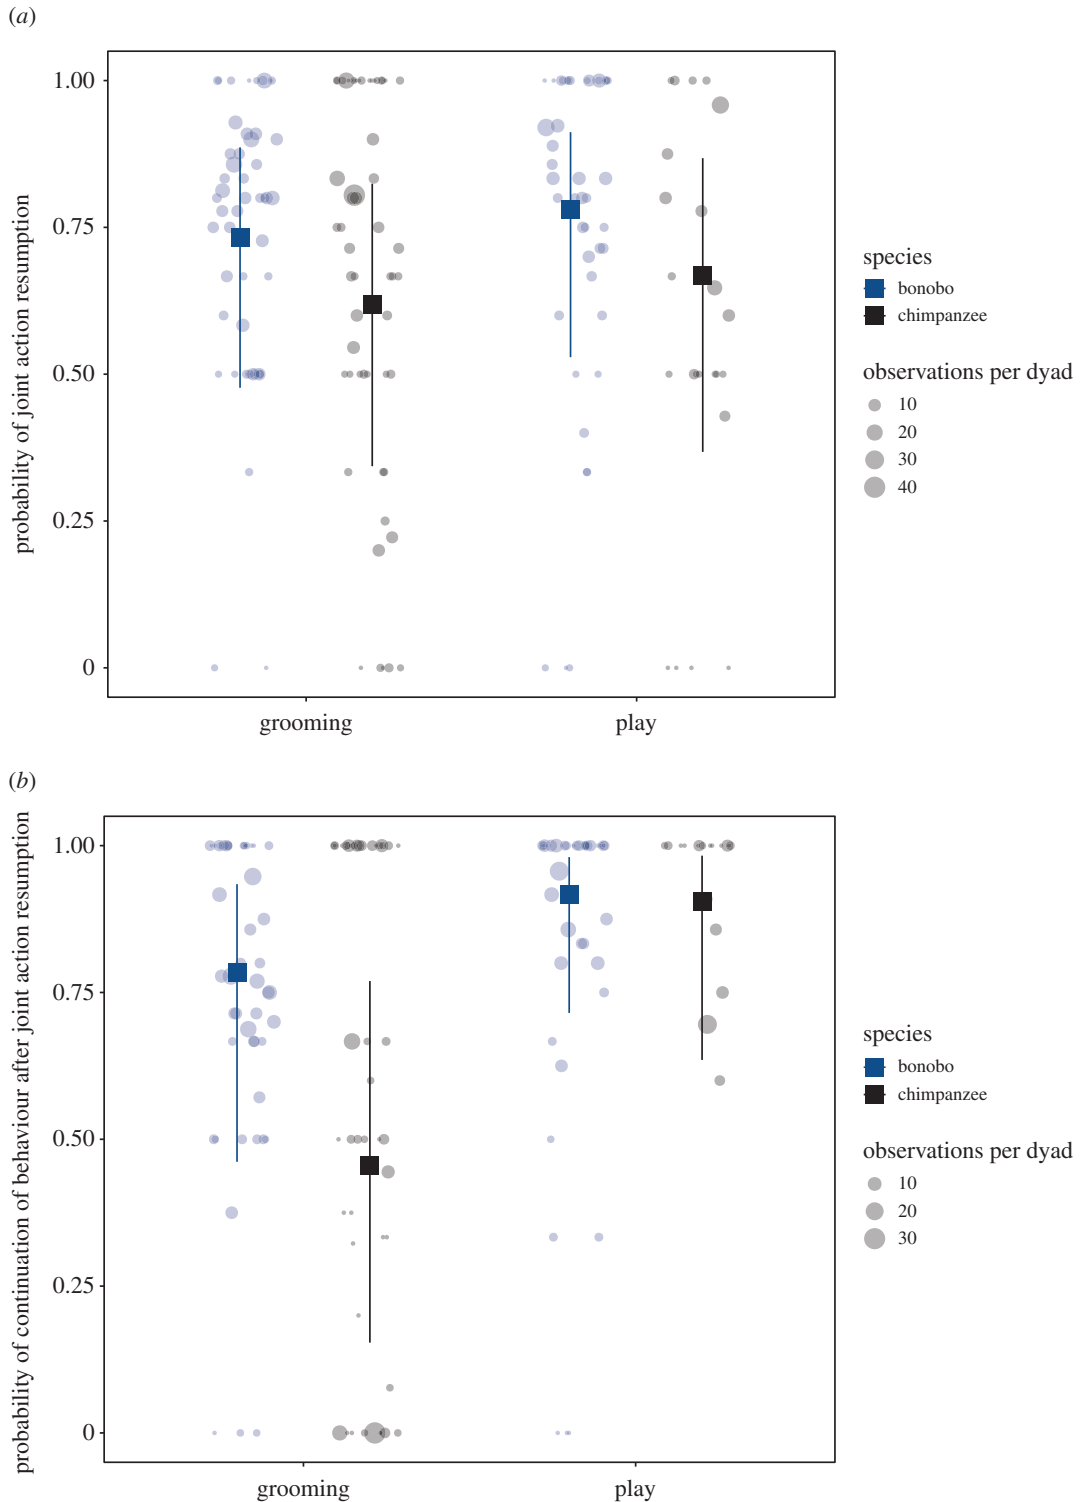 (a)
probability of joint action resumption
1.00
0.75
0.50
0.25
0
grooming
play
species
bonobo
chimpanzee
observations per dyad
10
20
30
40
(b)
probability of continuation of behaviour after joint action resumption
1.00
0.75
0.50
0.25
0
grooming
play
species
bonobo
chimpanzee
observations per dyad
10
20
30